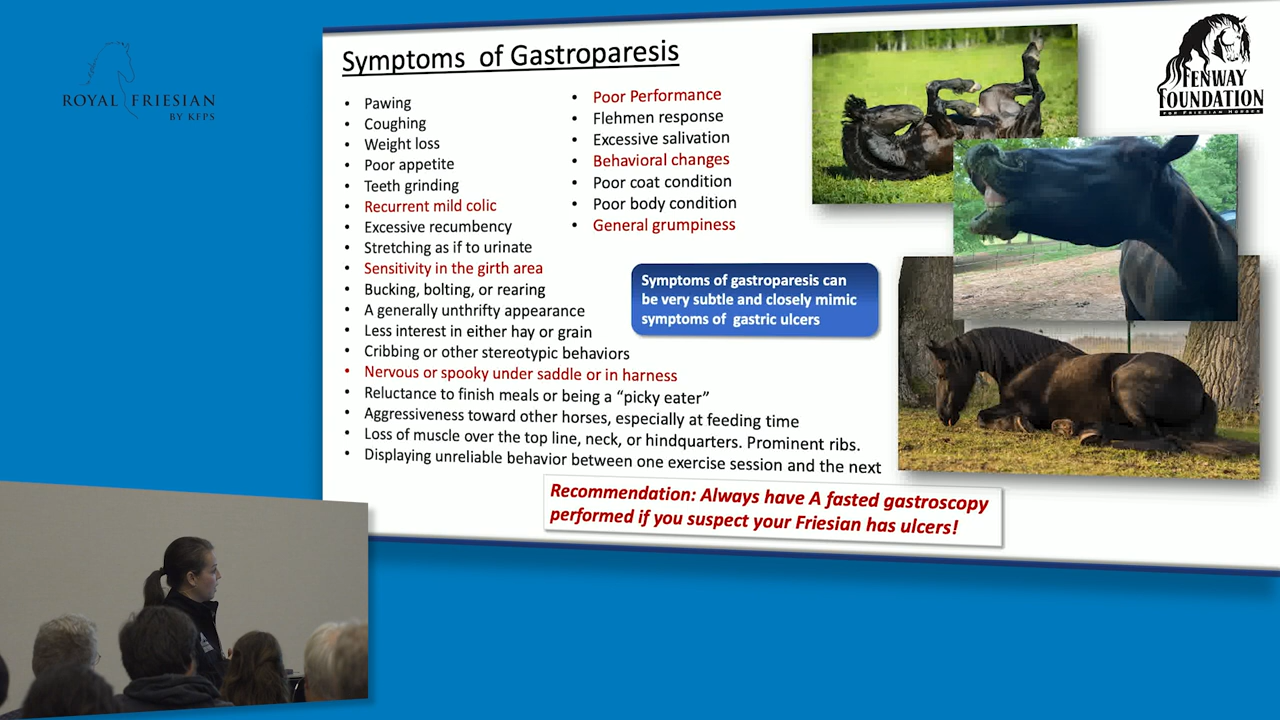 ROYAL FRIESIAN
BY KFPS
Symptoms of Gastroparesis
• Pawing
• Coughing
• Weight loss
• Poor appetite
• Teeth grinding
• Recurrent mild colic
• Excessive recumbency
• Stretching as if to urinate
• Sensitivity in the girth area
• Bucking, bolting, or rearing
• A generally unthrifty appearance
• Less interest in either hay or grain
• Cribbing or other stereotypic behaviors
• Nervous or spooky under saddle or in harness
• Reluctance to finish meals or being a “picky eater”
• Aggressiveness toward other horses, especially at feeding time
• Loss of muscle over the top line, neck, or hindquarters. Prominent ribs.
• Displaying unreliable behavior between one exercise session and the next
• Poor Performance
• Flehmen response
• Excessive salivation
• Behavioral changes
• Poor coat condition
• Poor body condition
• General grumpiness
Symptoms of gastroparesis can
be very subtle and closely mimic
symptoms of gastric ulcers
Recommendation: Always have A fasted gastroscopy
performed if you suspect your Friesian has ulcers!
FENWAY
FOUNDATION
FOR FRIESIAN HORSES